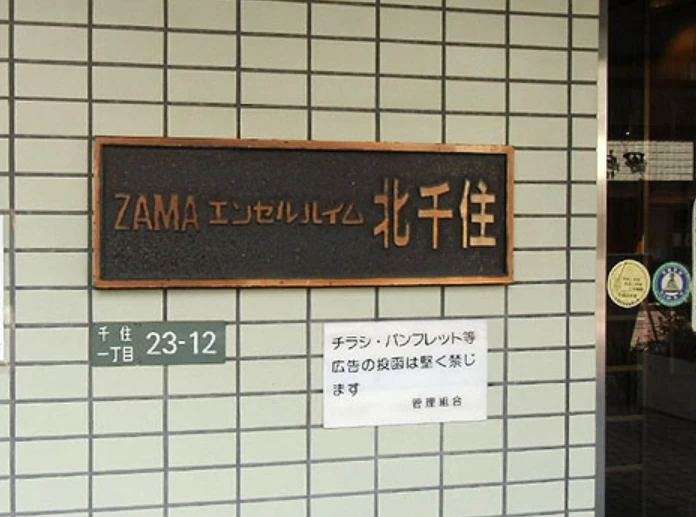 ZAMA エンゼルハイム 北千住
千住
一丁目 23-12
チラシ・パンフレット等
広告の投函は堅く禁じ
ます
管理組合